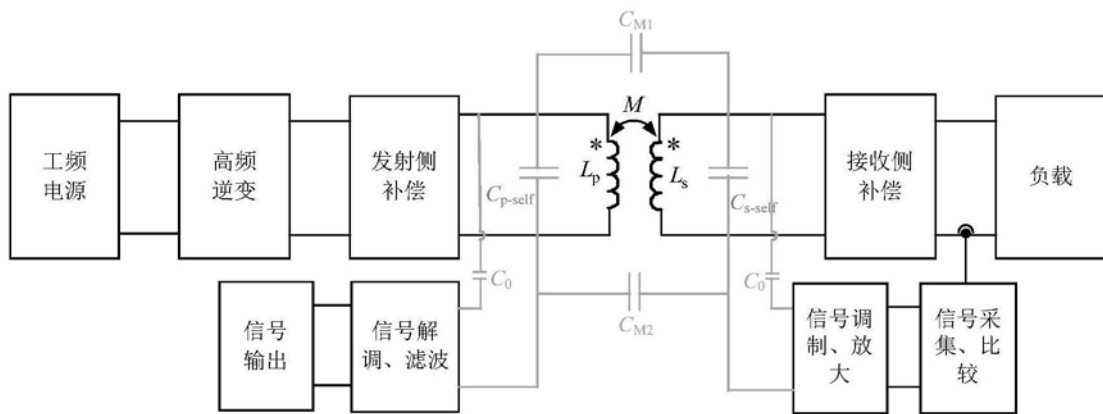 C_M1
M
工频
电源
高频
逆变
发射侧
补偿
*
*
L_p
L_s
C_p-self
C_s-self
接收侧
补偿
负载
C_0
C_0
C_M2
信号
输出
信号解
调、滤波
信号调
制、放
大
信号采
集、比
较